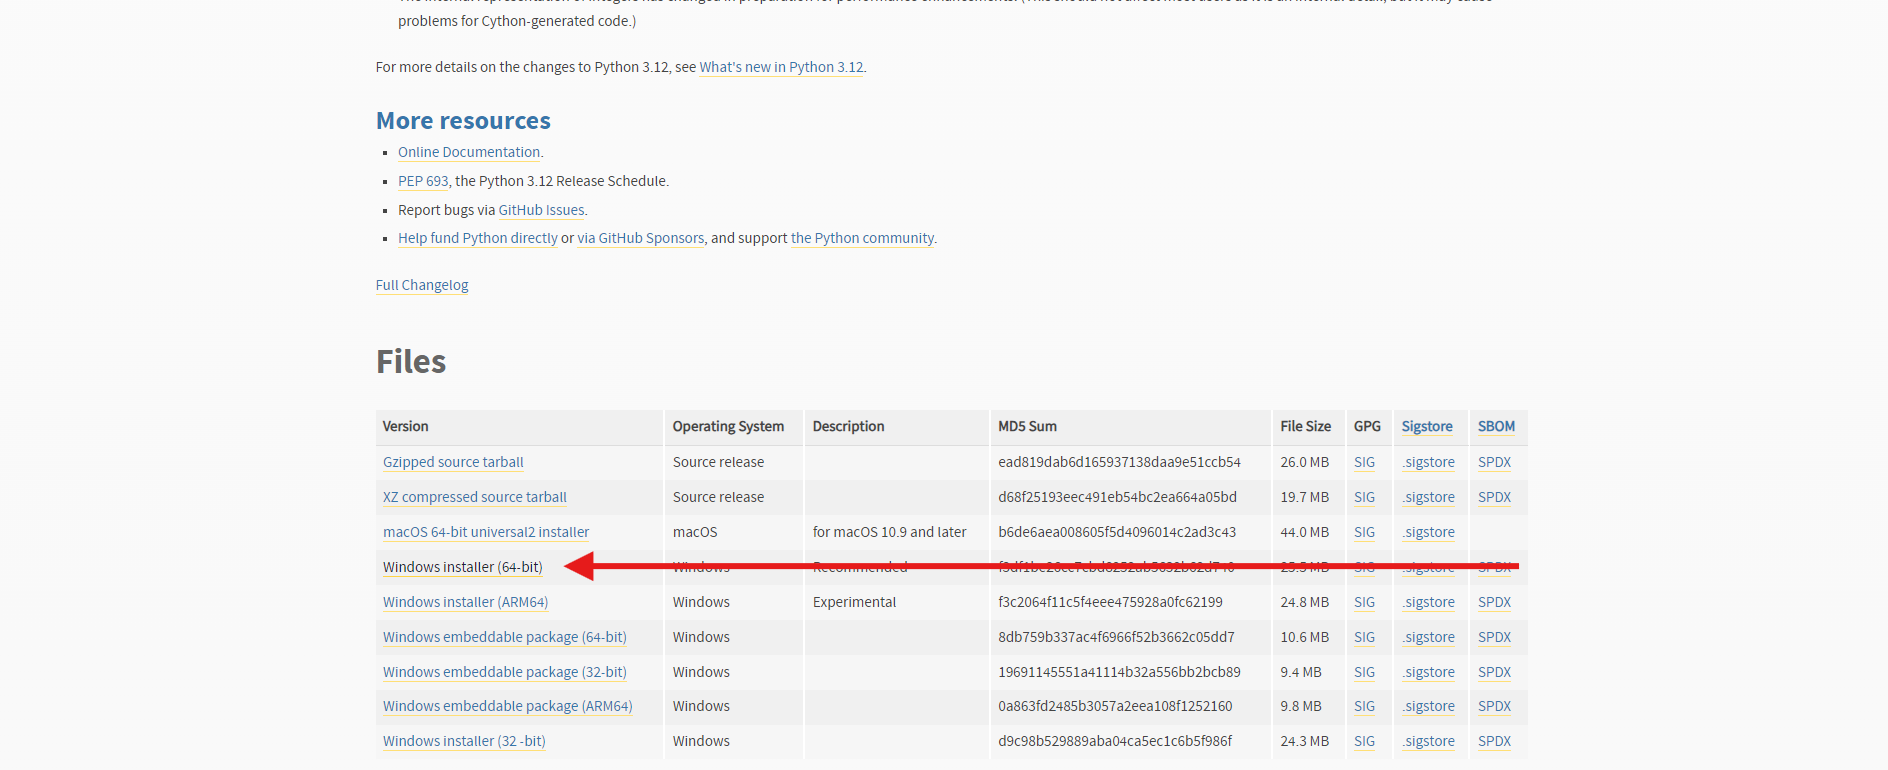 problems for Cython-generated code.)
For more details on the changes to Python 3.12, see What's new in Python 3.12.
More resources
Online Documentation.
PEP 693, the Python 3.12 Release Schedule.
Report bugs via GitHub Issues.
Help fund Python directly or via GitHub Sponsors, and support the Python community.
Full Changelog
Files
Version Operating System Description MD5 Sum File Size GPG Sigstore SBOM
Gzipped source tarball Source release ead819dab6d165937138daa9e51ccb54 26.0 MB SIG .sigstore SPDX
XZ compressed source tarball Source release d68f25193eec491eb54bc2ea664a05bd 19.7 MB SIG .sigstore SPDX
macOS 64-bit universal2 installer macOS for macOS 10.9 and later b6de6aea008605f5d4096014c2ad3c43 44.0 MB SIG .sigstore
Windows installer (64-bit) Windows Recommended SIG .sigstore SPDX
Windows installer (ARM64) Windows Experimental f3c2064f11c5f4eee475928a0fc62199 24.8 MB SIG .sigstore SPDX
Windows embeddable package (64-bit) Windows 8db759b337ac4f6966f52b3662c05dd7 10.6 MB SIG .sigstore SPDX
Windows embeddable package (32-bit) Windows 19691145551a41114b32a556bb2bcb89 9.4 MB SIG .sigstore SPDX
Windows embeddable package (ARM64) Windows 0a863fd2485b3057a2eea108f1252160 9.8 MB SIG .sigstore SPDX
Windows installer (32 -bit) Windows d9c98b529889aba04ca5ec1c6b5f986f 24.3 MB SIG .sigstore SPDX